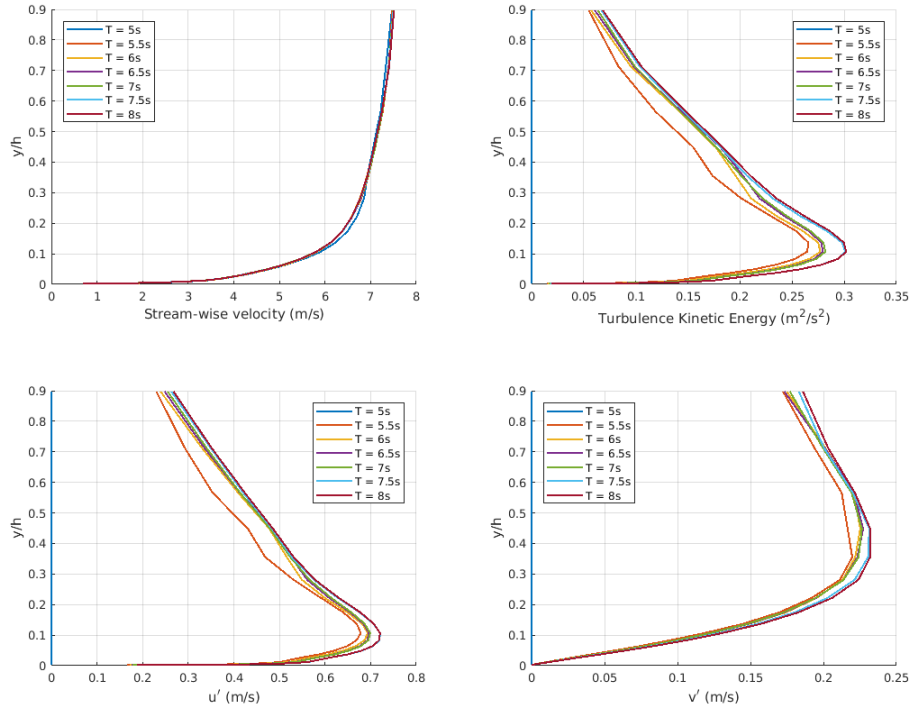 0.9
0.8
0.7
0.6
0.5
0.4
0.3
0.2
0.1
0
y/h
T = 5s
T = 5.5s
T = 6s
T = 6.5s
T = 7s
T = 7.5s
T = 8s
0 1 2 3 4 5 6 7 8
Stream-wise velocity (m/s)
0.9
0.8
0.7
0.6
0.5
0.4
0.3
0.2
0.1
0
y/h
T = 5s
T = 5.5s
T = 6s
T = 6.5s
T = 7s
T = 7.5s
T = 8s
0 0.05 0.1 0.15 0.2 0.25 0.3 0.35
Turbulence Kinetic Energy (m²/s²)
0.9
0.8
0.7
0.6
0.5
0.4
0.3
0.2
0.1
0
y/h
T = 5s
T = 5.5s
T = 6s
T = 6.5s
T = 7s
T = 7.5s
T = 8s
0 0.1 0.2 0.3 0.4 0.5 0.6 0.7 0.8
u′ (m/s)
0.9
0.8
0.7
0.6
0.5
0.4
0.3
0.2
0.1
0
y/h
T = 5s
T = 5.5s
T = 6s
T = 6.5s
T = 7s
T = 7.5s
T = 8s
0 0.05 0.1 0.15 0.2 0.25
v′ (m/s)